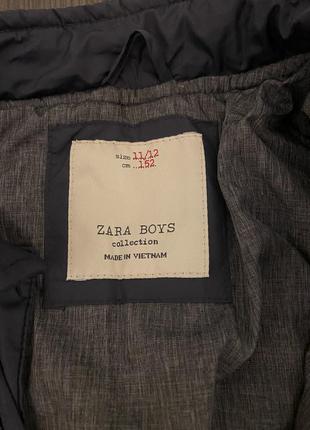 size 11/12
cm ..152
ZARA BOYS
collection
MADE IN VIETNAM